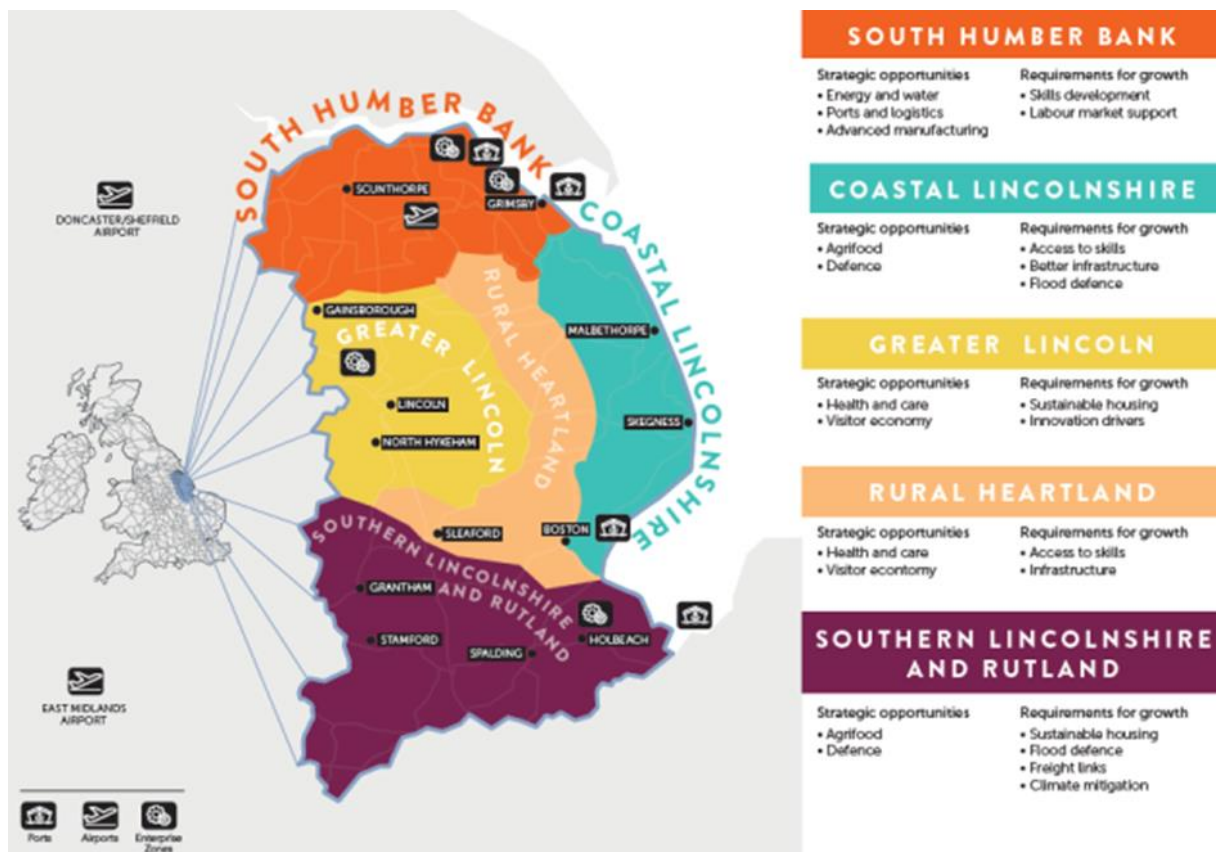 SOUTH HUMBER BANK
COASTAL LINCOLNSHIRE
SCUNTHORPE
GRIMSBY
DONCASTER/SHEFFIELD
AIRPORT
RURAL HEARTLAND
GAINSBOROUGH
GREATER LINCOLN
MALBETHORPE
LINCOLN
SKEGNESS
NORTH HYKEHAM
SLEAFORD
BOSTON
SOUTHERN LINCOLNSHIRE
AND RUTLAND
GRANTHAM
STAMFORD
HOLBEACH
SPALDING
EAST MIDLANDS
AIRPORT
Ports
Airports
Enterprise
Zones
SOUTH HUMBER BANK
Strategic opportunities
• Energy and water
• Ports and logistics
• Advanced manufacturing
Requirements for growth
• Skills development
• Labour market support
COASTAL LINCOLNSHIRE
Strategic opportunities
• Agrifood
• Defence
Requirements for growth
• Access to skills
• Better infrastructure
• Flood defence
GREATER LINCOLN
Strategic opportunities
• Health and care
• Visitor economy
Requirements for growth
• Sustainable housing
• Innovation drivers
RURAL HEARTLAND
Strategic opportunities
• Health and care
• Visitor econtomy
Requirements for growth
• Access to skills
• Infrastructure
SOUTHERN LINCOLNSHIRE
AND RUTLAND
Strategic opportunities
• Agrifood
• Defence
Requirements for growth
• Sustainable housing
• Flood defence
• Freight links
• Climate mitigation